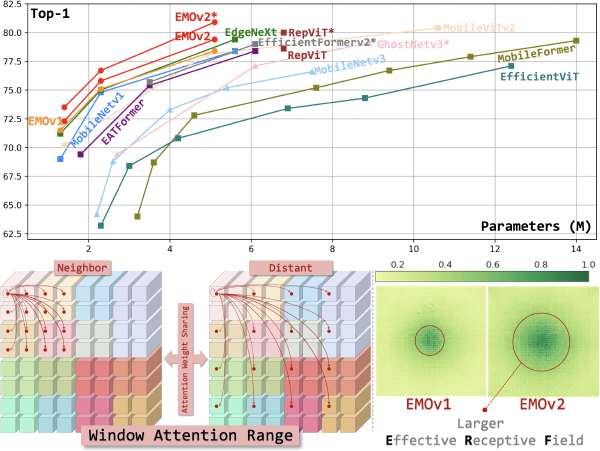 Top-1
82.5
80.0
77.5
75.0
72.5
70.0
67.5
65.0
62.5
EMOv2*
EMOv2
EdgeNeXt
RepViT*
EfficientFormerv2*
RepViT
MobileViTv2
GhostNetv3*
MobileNetv3
MobileFormer
EfficientViT
EMOv1
MobileNetv1
EATFormer
Parameters (M)
2 4 6 8 10 12 14
Neighbor
Distant
Attention Weight Sharing
Window Attention Range
0.2 0.4 0.6 0.8 1.0
EMOv1
EMOv2
Larger
Effective Receptive Field